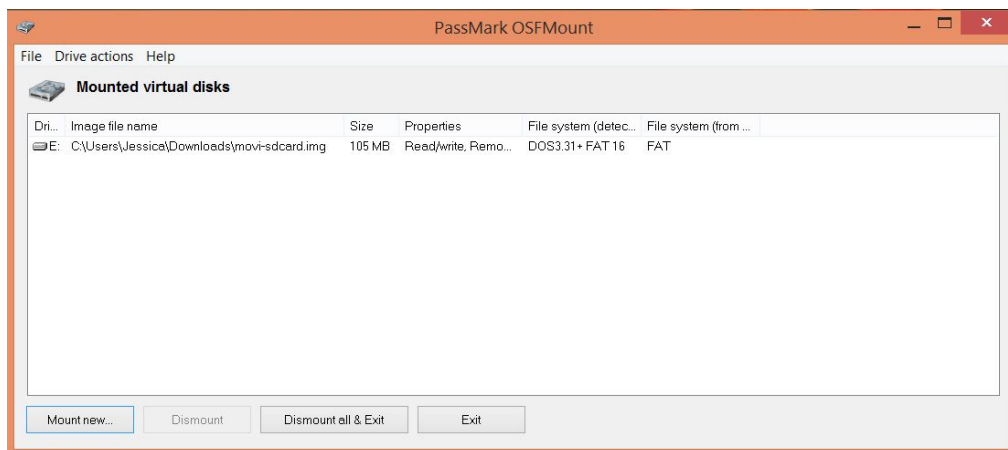 PassMark OSFMount
File Drive actions Help
Mounted virtual disks
Dri... Image file name Size Properties File system (detec... File system (from ...
E: C:\Users\Jessica\Downloads\movi-sdcard.img 105 MB Read/write, Remo... DOS3.31+ FAT 16 FAT
Mount new... Dismount Dismount all & Exit Exit